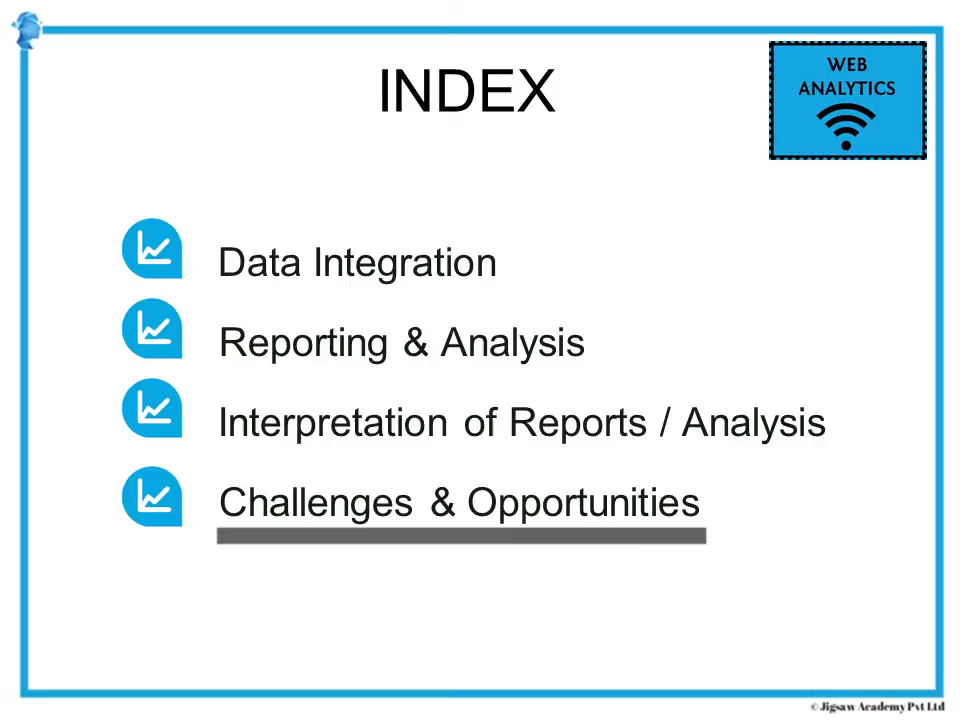 INDEX
WEB
ANALYTICS
Data Integration
Reporting & Analysis
Interpretation of Reports / Analysis
Challenges & Opportunities
© Jigsaw Academy Pvt Ltd